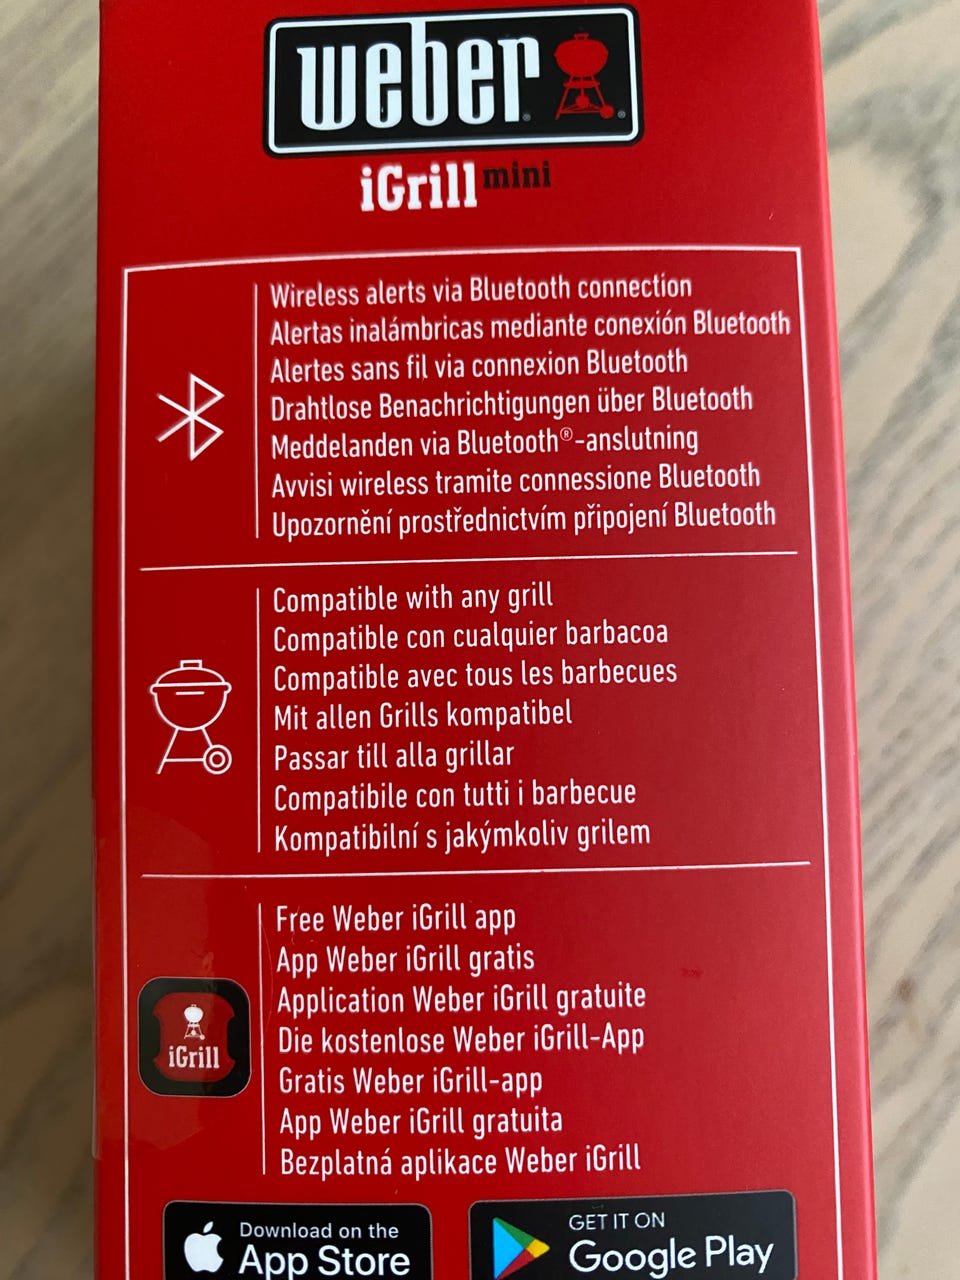 weber
iGrill mini
Wireless alerts via Bluetooth connection
Alertas inalámbricas mediante conexión Bluetooth
Alertes sans fil via connexion Bluetooth
Drahtlose Benachrichtigungen über Bluetooth
Meddelanden via Bluetooth®-anslutning
Avvisi wireless tramite connessione Bluetooth
Upozornění prostřednictvím připojení Bluetooth
Compatible with any grill
Compatible con cualquier barbacoa
Compatible avec tous les barbecues
Mit allen Grills kompatibel
Passar till alla grillar
Compatibile con tutti i barbecue
Kompatibilní s jakýmkoliv grilem
iGrill
Free Weber iGrill app
App Weber iGrill gratis
Application Weber iGrill gratuite
Die kostenlose Weber iGrill-App
Gratis Weber iGrill-app
App Weber iGrill gratuita
Bezplatná aplikace Weber iGrill
Download on the
App Store
GET IT ON
Google Play